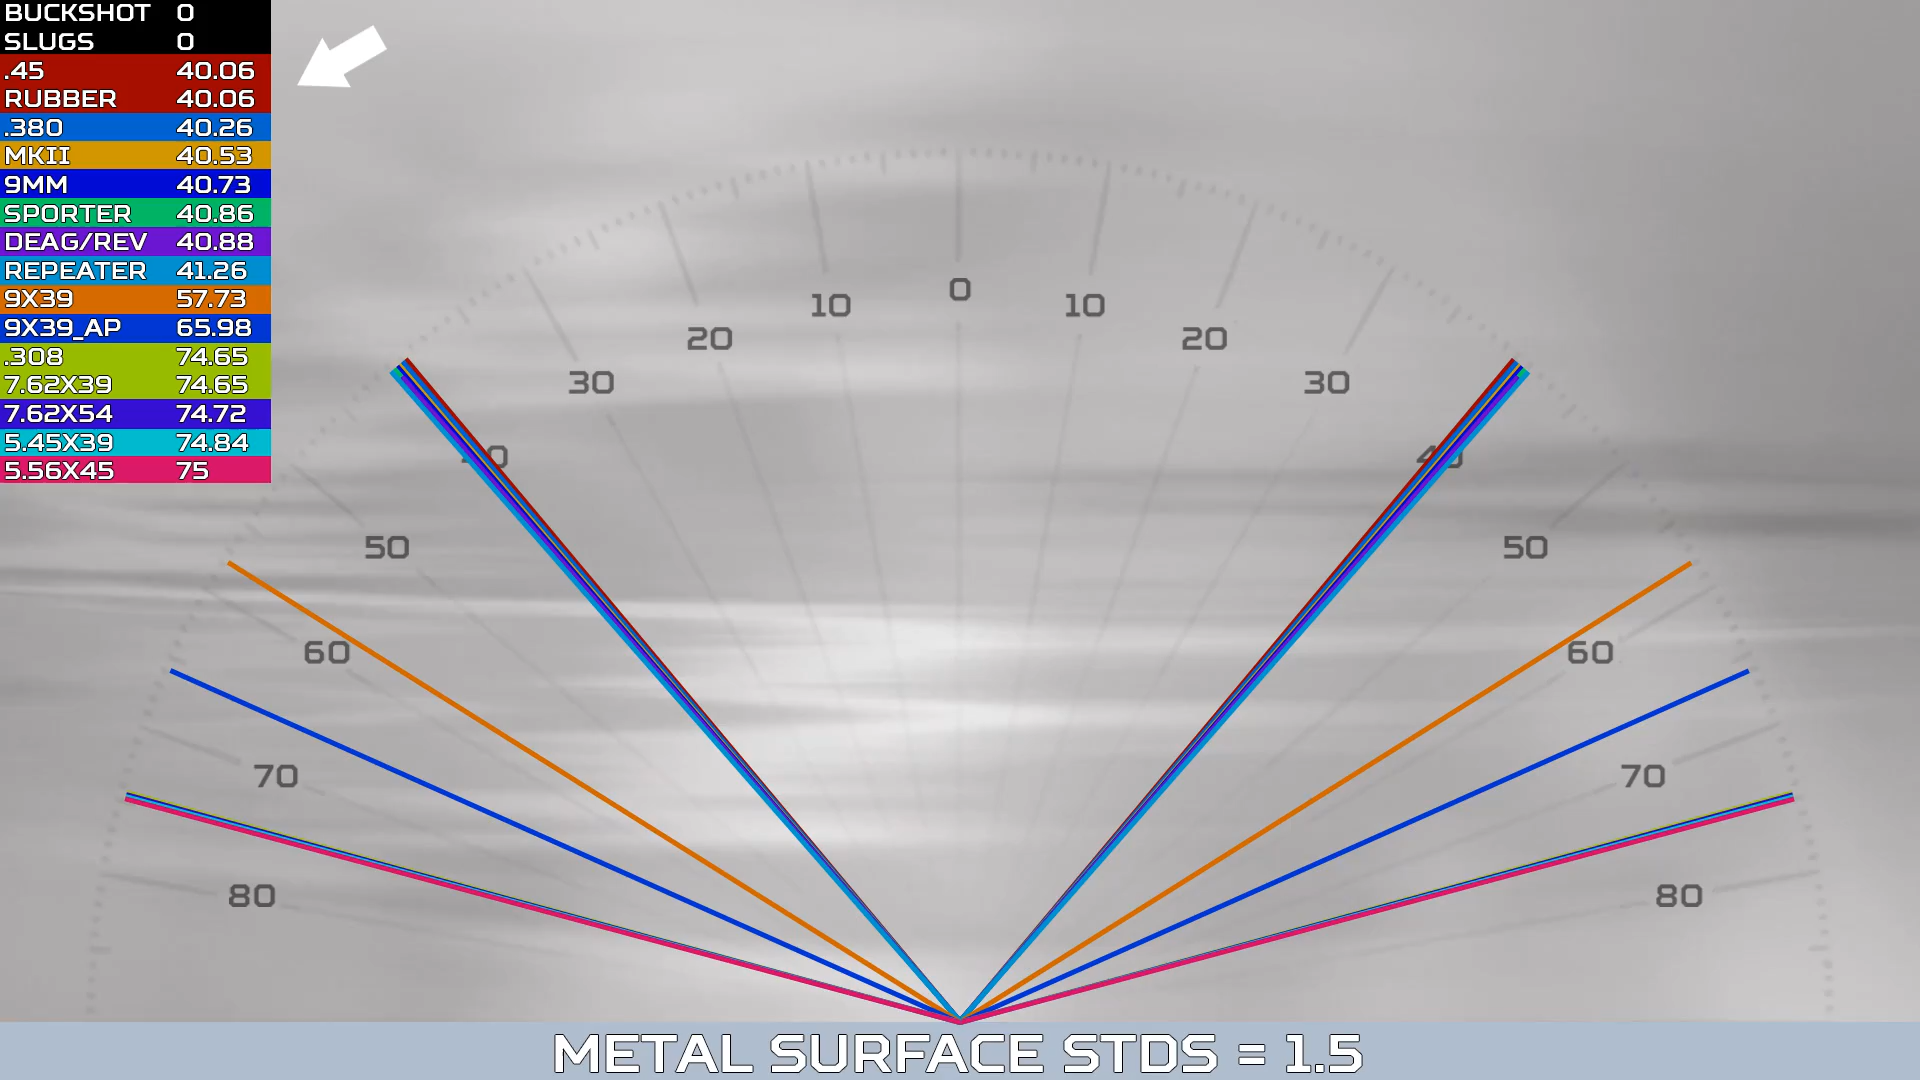 BUCKSHOT 0
SLUGS 0
.45 40.06
RUBBER 40.06
.380 40.26
MKII 40.53
9MM 40.73
SPORTER 40.86
DEAG/REV 40.88
REPEATER 41.26
9X39 57.73
9X39_AP 65.98
.308 74.65
7.62X39 74.65
7.62X54 74.72
5.45X39 74.84
5.56X45 75
0
10 10
20 20
30 30
40 40
50 50
60 60
70 70
80 80
METAL SURFACE STDS = 1.5